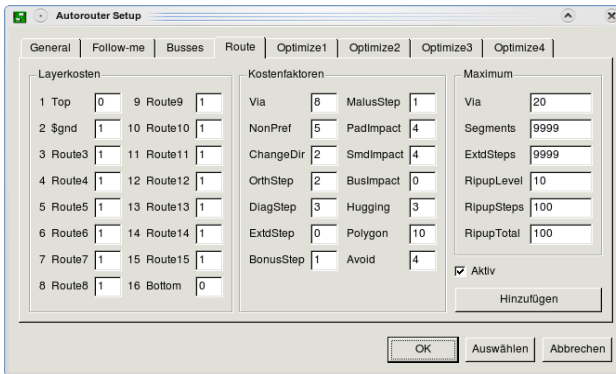 Autorouter Setup
General Follow-me Busses Route Optimize1 Optimize2 Optimize3 Optimize4
Layerkosten
1 Top 0 9 Route9 1
2 $gnd 1 10 Route10 1
3 Route3 1 11 Route11 1
4 Route4 1 12 Route12 1
5 Route5 1 13 Route13 1
6 Route6 1 14 Route14 1
7 Route7 1 15 Route15 1
8 Route8 1 16 Bottom 0
Kostenfaktoren
Via 8 MalusStep 1
NonPref 5 PadImpact 4
ChangeDir 2 SmdImpact 4
OrthStep 2 BusImpact 0
DiagStep 3 Hugging 3
ExtdStep 0 Polygon 10
BonusStep 1 Avoid 4
Maximum
Via 20
Segments 9999
ExtdSteps 9999
RipupLevel 10
RipupSteps 100
RipupTotal 100
Aktiv
Hinzufügen
OK Auswählen Abbrechen